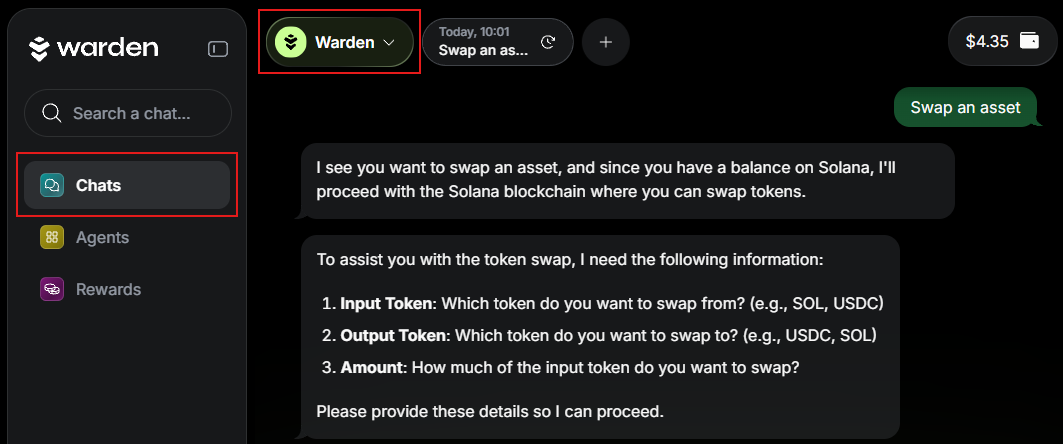 warden
Warden
Today, 10:01
Swap an as...
+
$4.35
Search a chat...
Swap an asset
I see you want to swap an asset, and since you have a balance on Solana, I'll
proceed with the Solana blockchain where you can swap tokens.
Chats
Agents
Rewards
To assist you with the token swap, I need the following information:
1. Input Token: Which token do you want to swap from? (e.g., SOL, USDC)
2. Output Token: Which token do you want to swap to? (e.g., USDC, SOL)
3. Amount: How much of the input token do you want to swap?
Please provide these details so I can proceed.